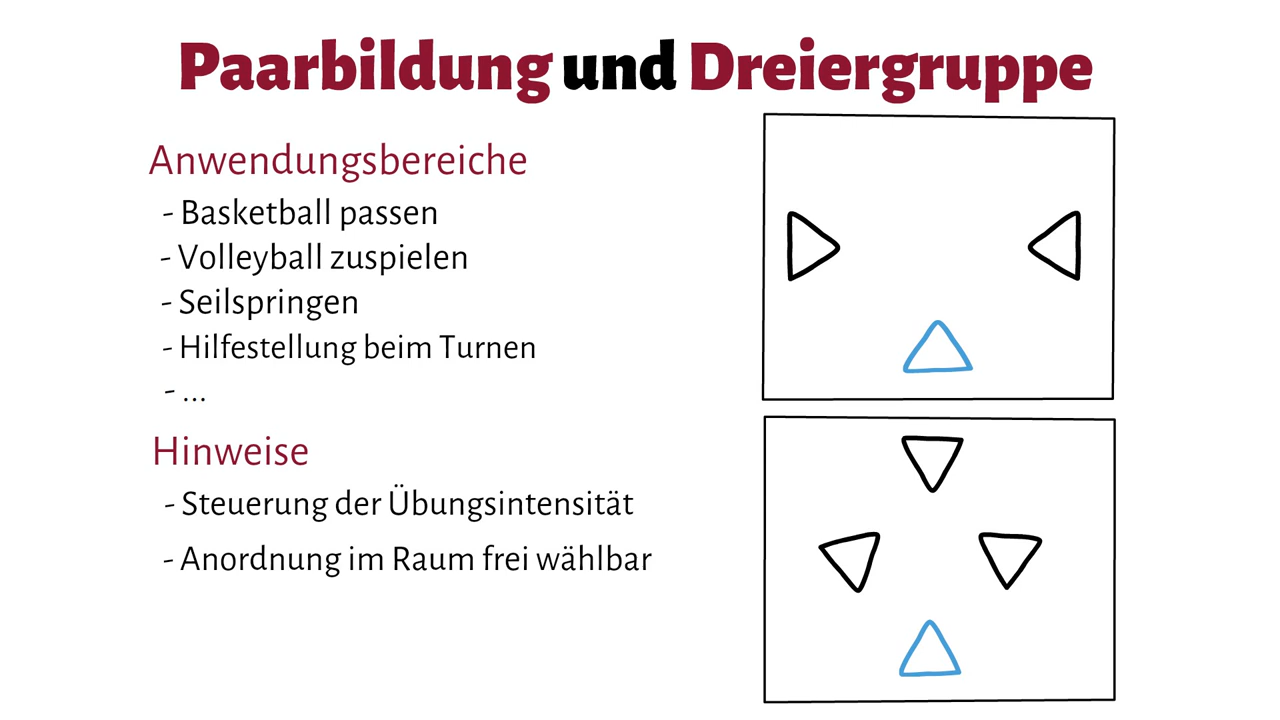 Paarbildung und Dreiergruppe
Anwendungsbereiche
- Basketball passen
- Volleyball zuspielen
- Seilspringen
- Hilfestellung beim Turnen
- ...
Hinweise
- Steuerung der Übungsintensität
- Anordnung im Raum frei wählbar